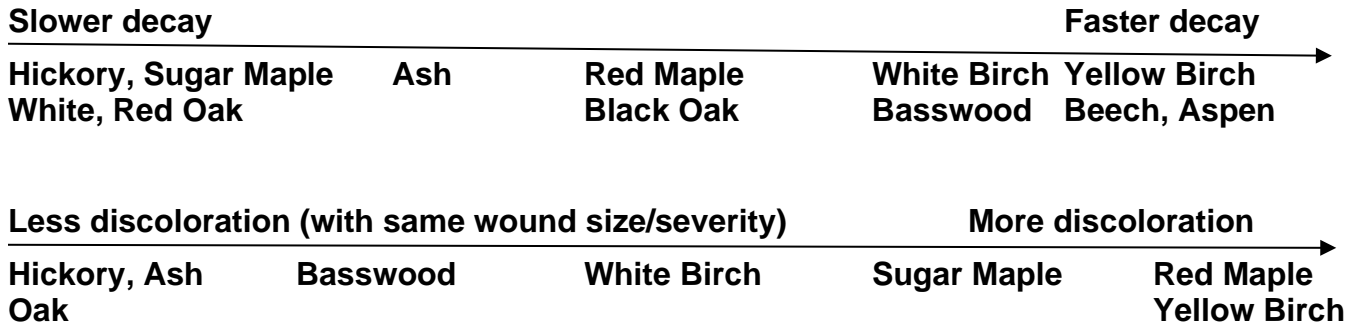 Slower decay Faster decay
Hickory, Sugar Maple Ash Red Maple White Birch Yellow Birch
White, Red Oak Black Oak Basswood Beech, Aspen
Less discoloration (with same wound size/severity) More discoloration
Hickory, Ash Basswood White Birch Sugar Maple Red Maple
Oak Yellow Birch